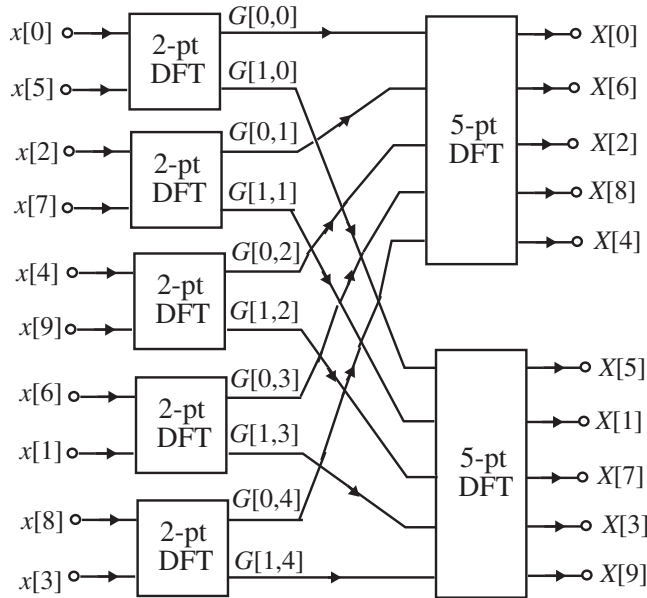 x[0]
x[5]
2-pt
DFT
G[0,0]
G[1,0]
x[2]
x[7]
2-pt
DFT
G[0,1]
G[1,1]
x[4]
x[9]
2-pt
DFT
G[0,2]
G[1,2]
x[6]
x[1]
2-pt
DFT
G[0,3]
G[1,3]
x[8]
x[3]
2-pt
DFT
G[0,4]
G[1,4]
5-pt
DFT
X[0]
X[6]
X[2]
X[8]
X[4]
5-pt
DFT
X[5]
X[1]
X[7]
X[3]
X[9]